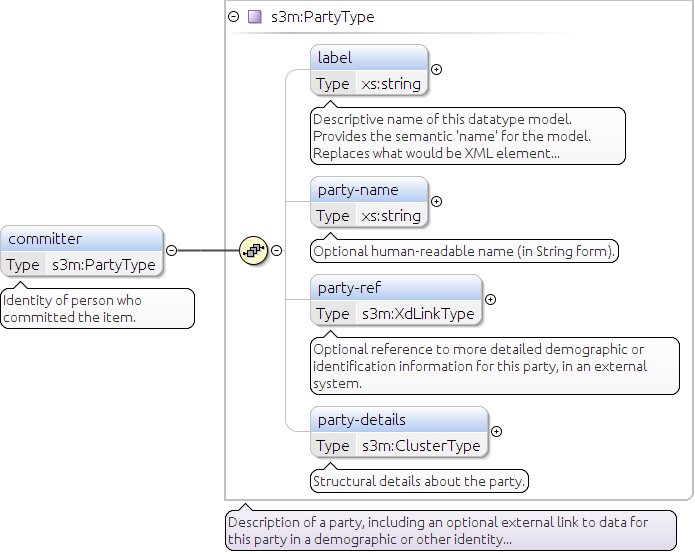 s3m:PartyType
label
Type xs:string
Descriptive name of this datatype model.
Provides the semantic 'name' for the model.
Replaces what would be XML element...
party-name
Type xs:string
Optional human-readable name (in String form).
committer
Type s3m:PartyType
Identity of person who
committed the item.
party-ref
Type s3m:XdLinkType
Optional reference to more detailed demographic or
identification information for this party, in an external
system.
party-details
Type s3m:ClusterType
Structural details about the party.
Description of a party, including an optional external link to data for
this party in a demographic or other identity...